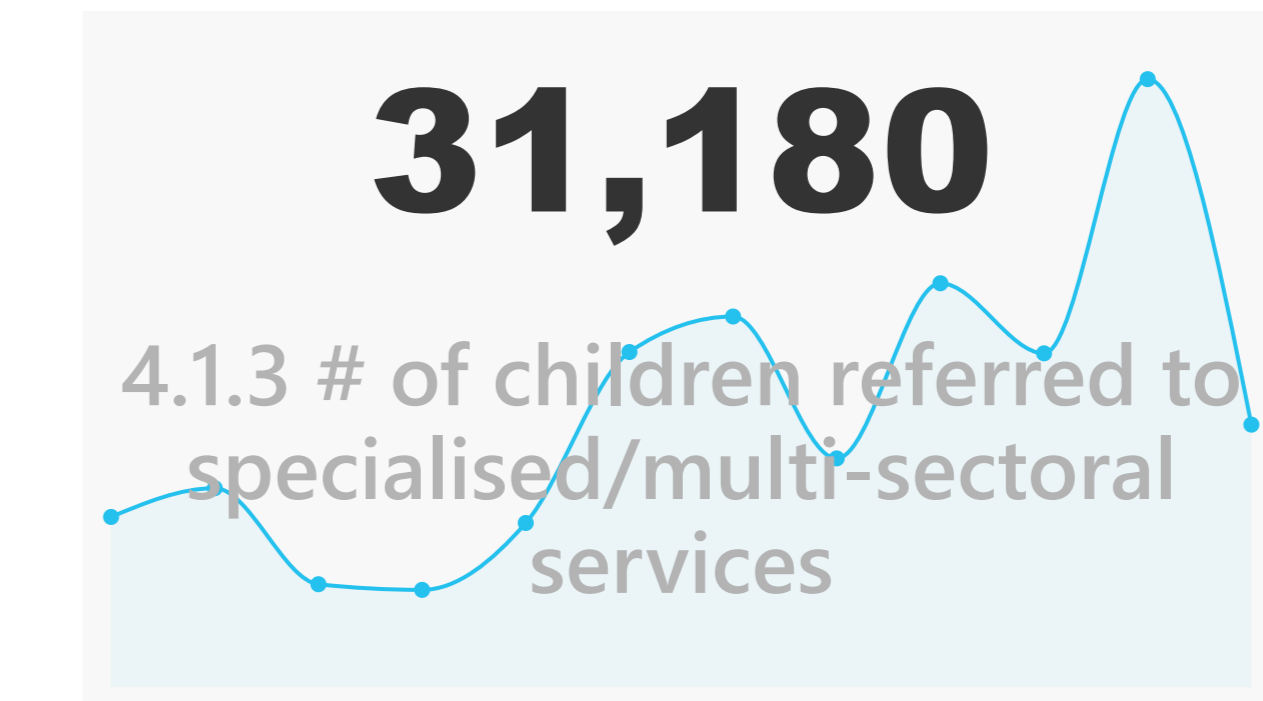 31,180
4.1.3 # of children referred to
specialised/multi-sectoral
services